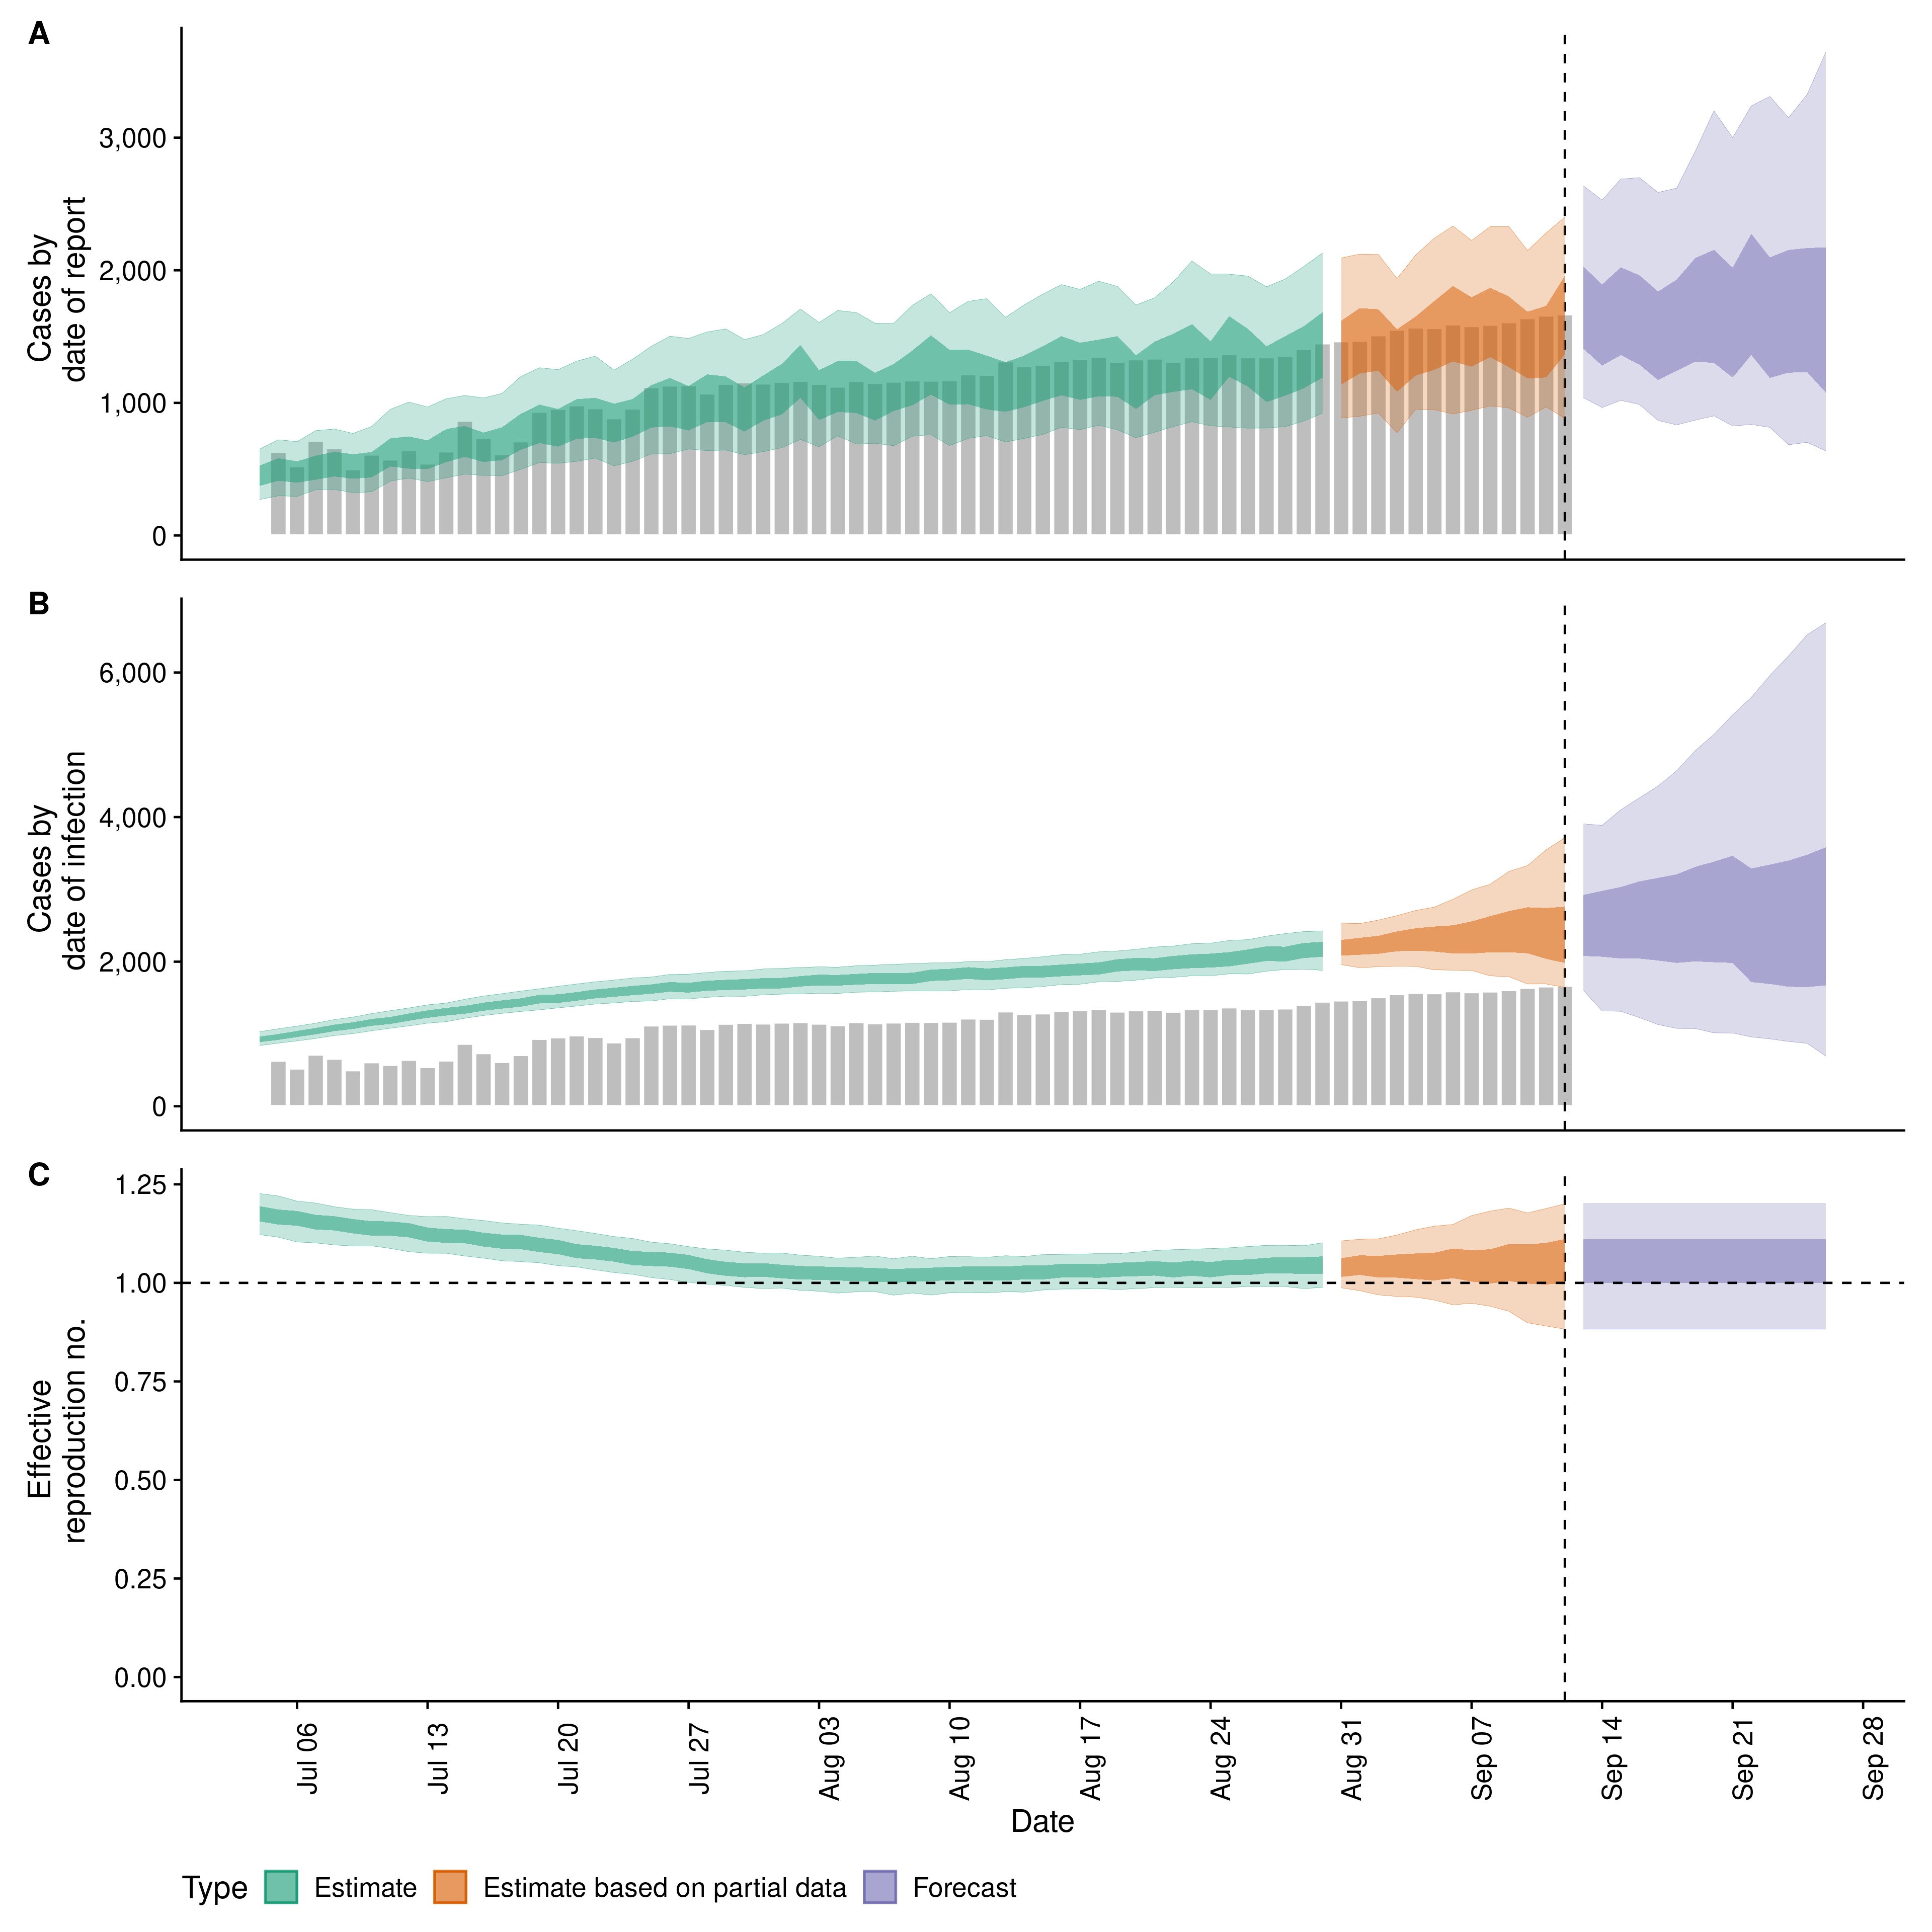 A
3,000
2,000
1,000
0
Cases by
date of report
B
6,000
4,000
2,000
0
Cases by
date of infection
C
1.25
1.00
0.75
0.50
0.25
0.00
Effective
reproduction no.
Jul 06
Jul 13
Jul 20
Jul 27
Aug 03
Aug 10
Aug 17
Aug 24
Aug 31
Sep 07
Sep 14
Sep 21
Sep 28
Date
Type Estimate Estimate based on partial data Forecast